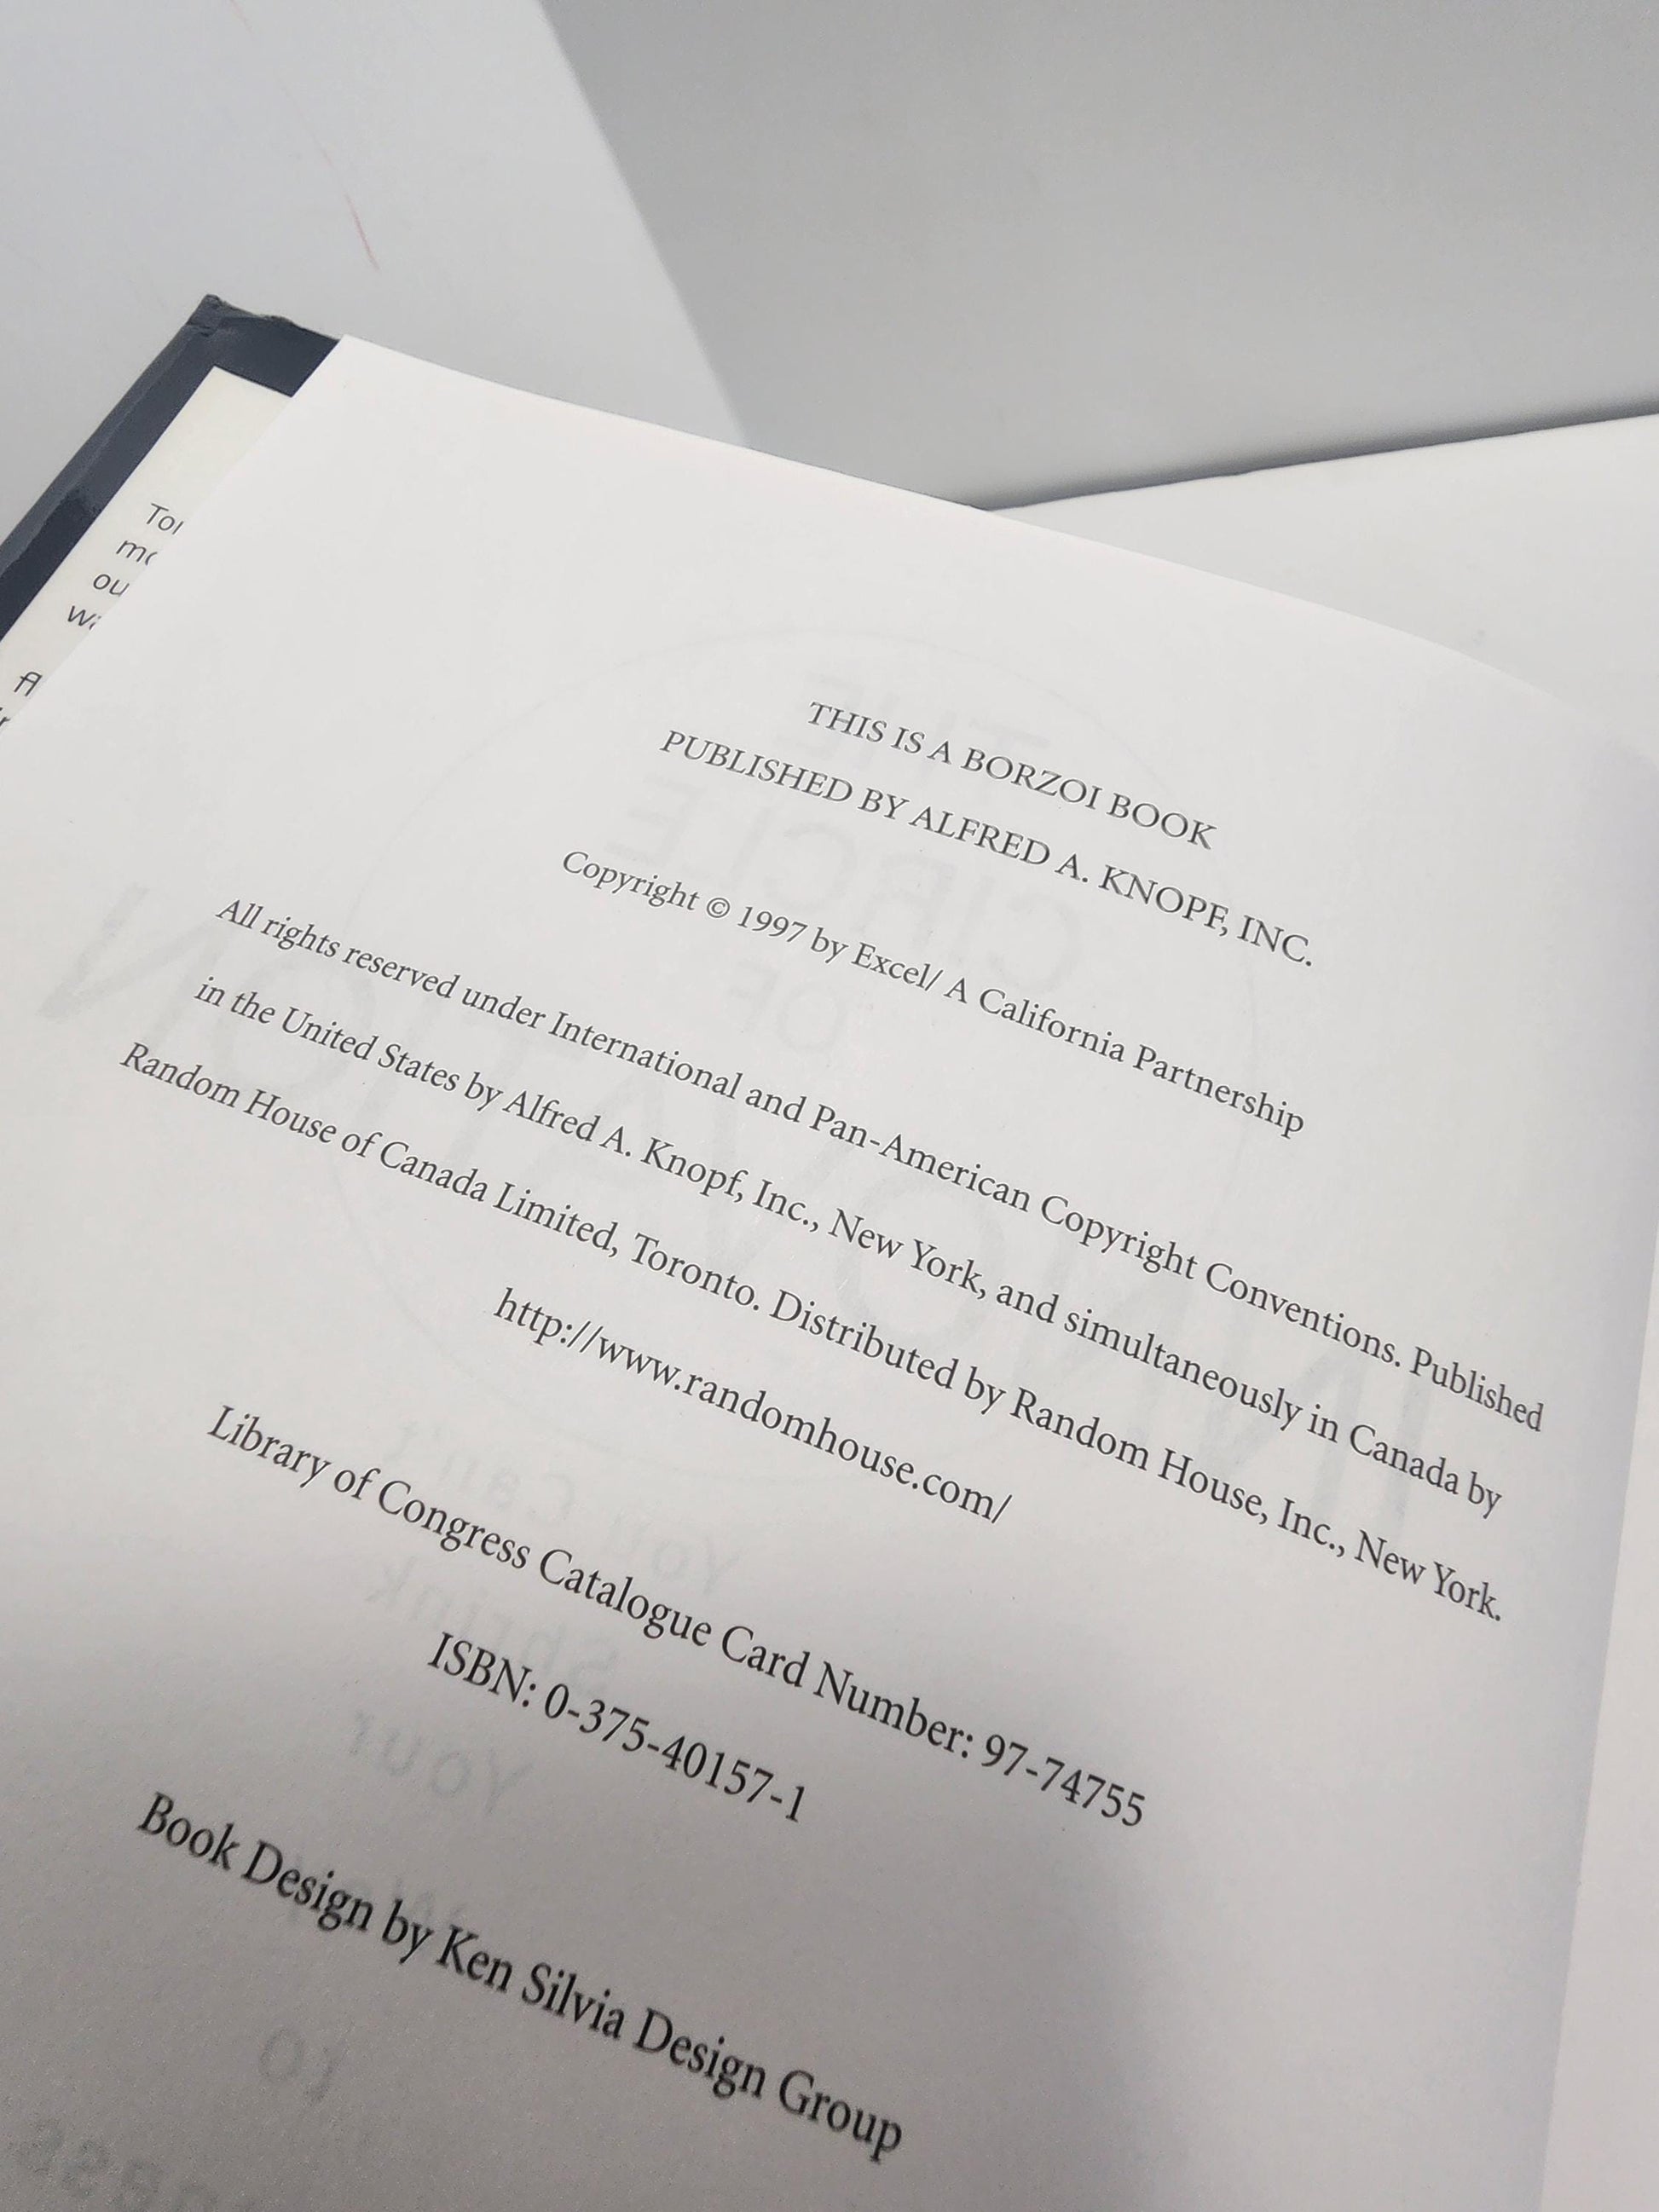 THIS IS A BORZOI BOOK
PUBLISHED BY ALFRED A. KNOPF, INC.
Copyright © 1997 by Excel/ A California Partnership
All rights reserved under International and Pan-American Copyright Conventions. Published
in the United States by Alfred A. Knopf, Inc., New York, and simultaneously in Canada by
Random House of Canada Limited, Toronto. Distributed by Random House, Inc., New York.
http://www.randomhouse.com/
Library of Congress Catalogue Card Number: 97-74755
ISBN: 0-375-40157-1
Book Design by Ken Silvia Design Group